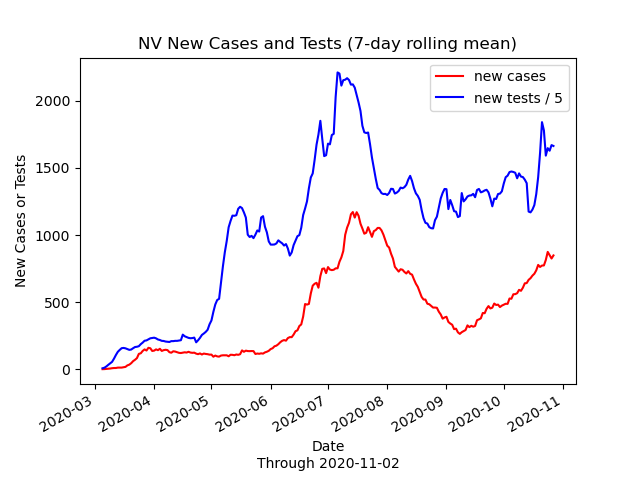 NV New Cases and Tests (7-day rolling mean)
new cases
new tests / 5
New Cases or Tests
2000
1500
1000
500
0
2020-03
2020-04
2020-05
2020-06
2020-07
2020-08
2020-09
2020-10
2020-11
Date
Through 2020-11-02